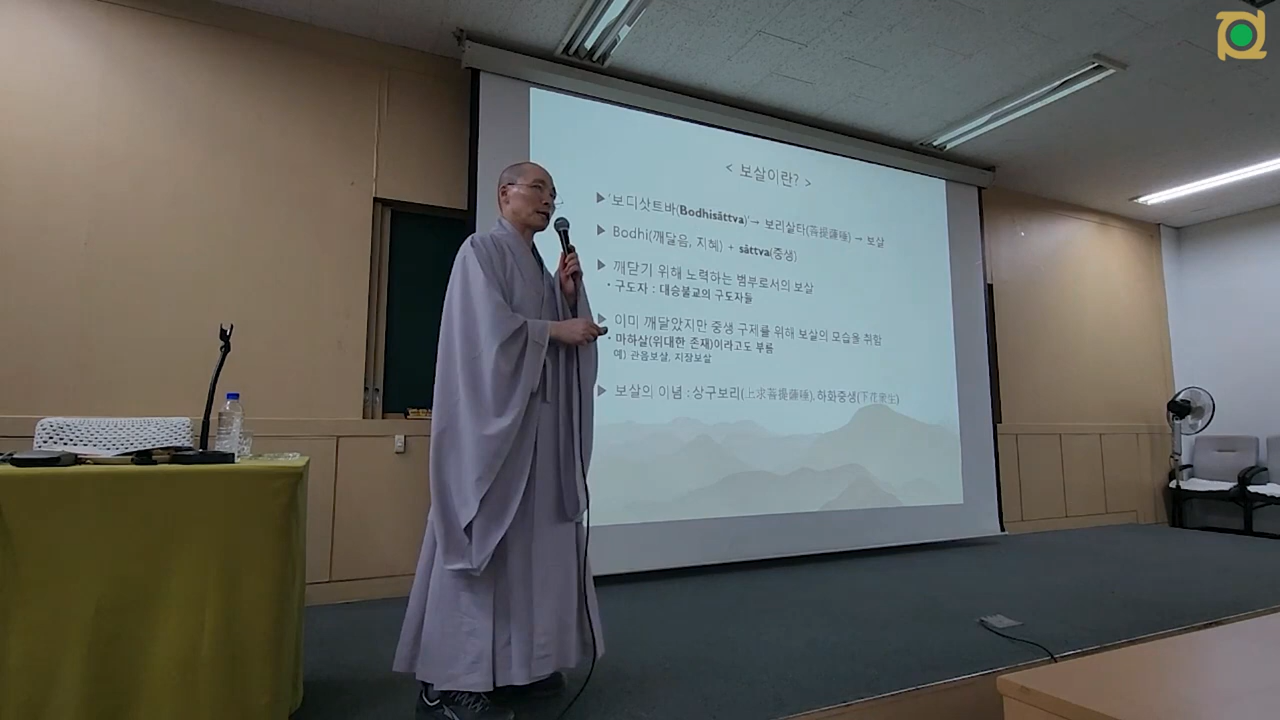 < 보살이란? >
▶ '보디삿트바(Bodhisāttva)'→ 보리살타(菩提薩埵) → 보살
▶ Bodhi(깨달음, 지혜) + sāttva(중생)
▶ 깨닫기 위해 노력하는 범부로서의 보살
· 구도자 : 대승불교의 구도자들
▶ 이미 깨달았지만 중생 구제를 위해 보살의 모습을 취함
· 마하살(위대한 존재)이라고도 부름
예) 관음보살, 지장보살
▶ 보살의 이념 : 상구보리(上求菩提薩埵), 하화중생(下花衆生)